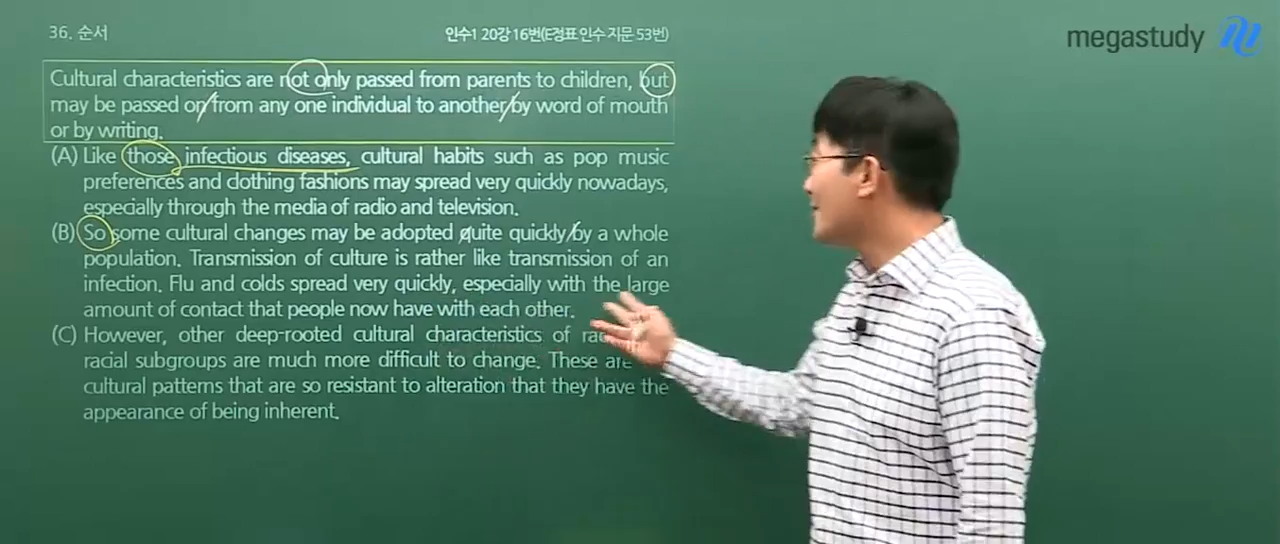 36. 순서
인수1 20강 16번(E정표 인수 지문 53번)
megastudy
Cultural characteristics are not only passed from parents to children, but
may be passed on from any one individual to another by word of mouth
or by writing.
(A) Like those infectious diseases, cultural habits such as pop music
preferences and clothing fashions may spread very quickly nowadays,
especially through the media of radio and television.
(B) So some cultural changes may be adopted quite quickly by a whole
population. Transmission of culture is rather like transmission of an
infection. Flu and colds spread very quickly, especially with the large
amount of contact that people now have with each other.
(C) However, other deep-rooted cultural characteristics of
racial subgroups are much more difficult to change. These are
cultural patterns that are so resistant to alteration that they have the
appearance of being inherent.